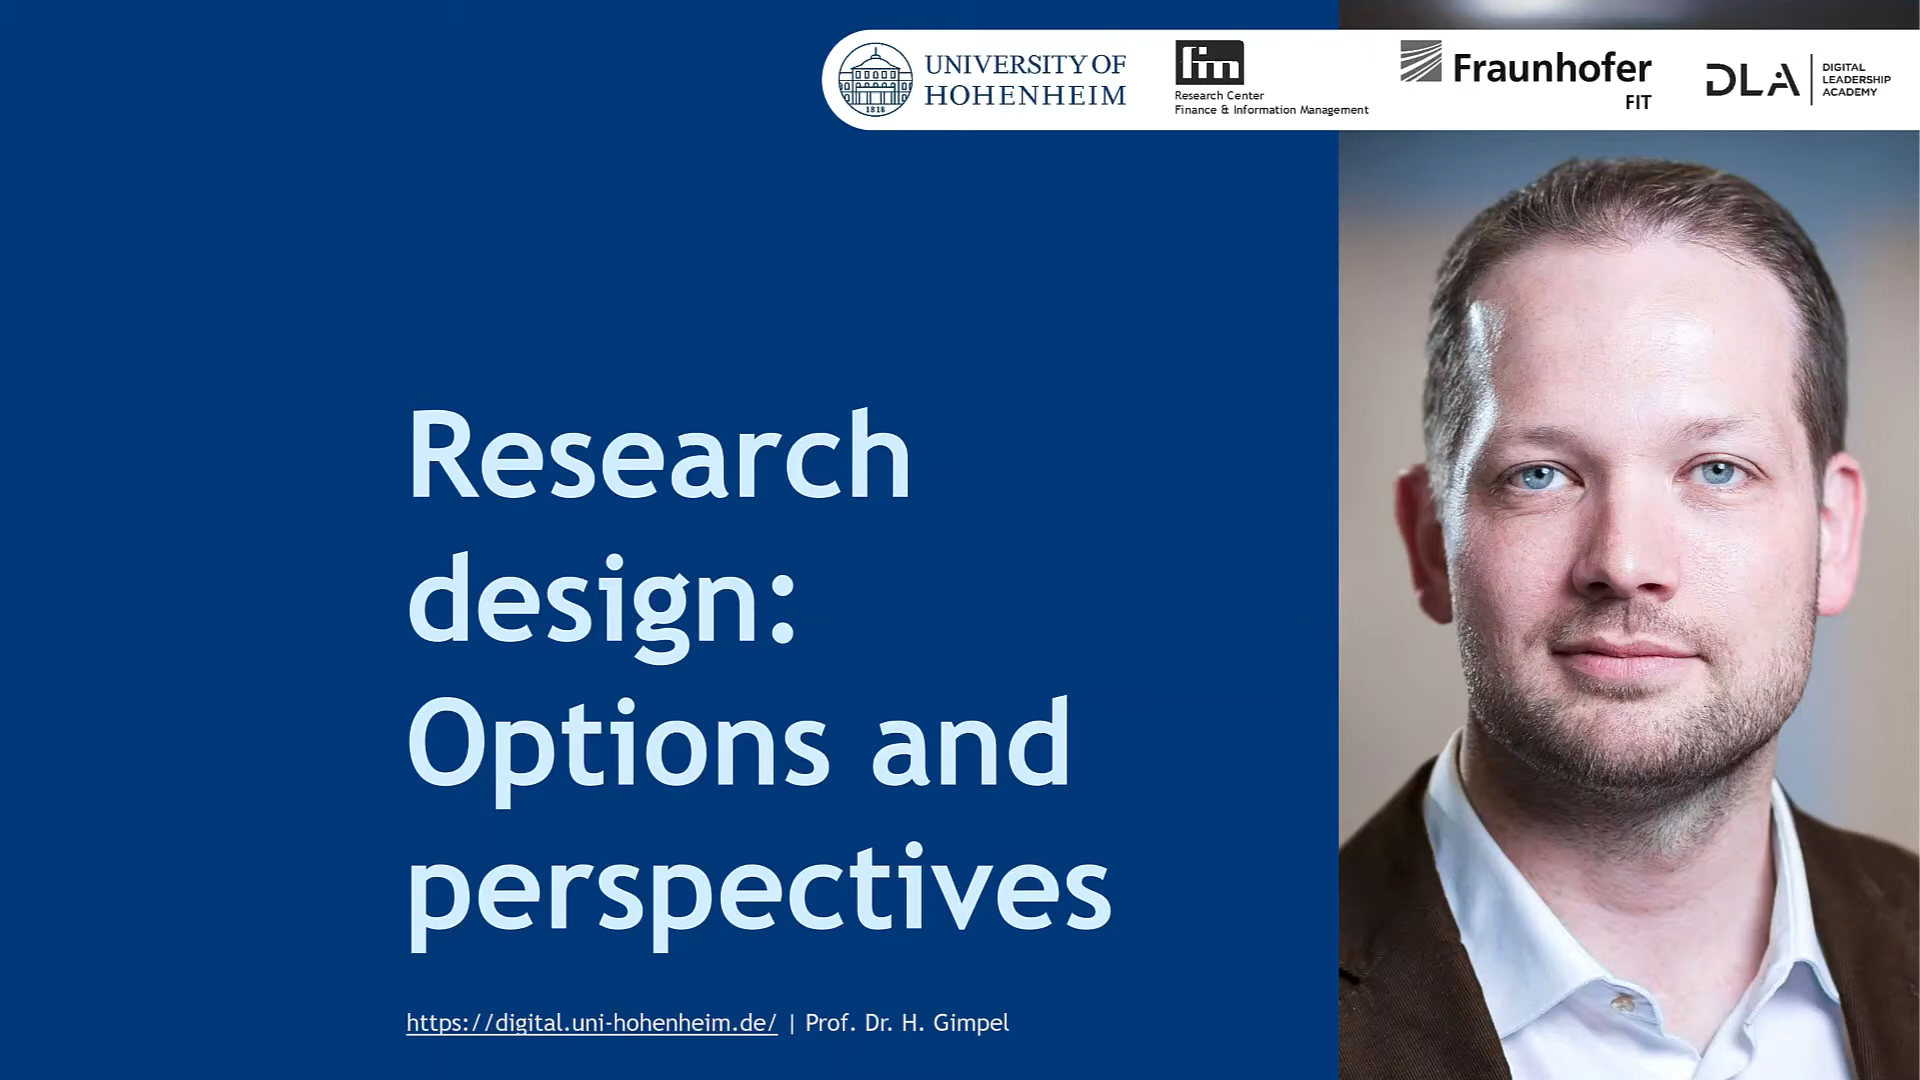 UNIVERSITY OF
HOHENHEIM
1818
fim
Research Center
Finance & Information Management
Fraunhofer
FIT
DLA
DIGITAL
LEADERSHIP
ACADEMY
Research
design:
Options and
perspectives
https://digital.uni-hohenheim.de/ | Prof. Dr. H. Gimpel